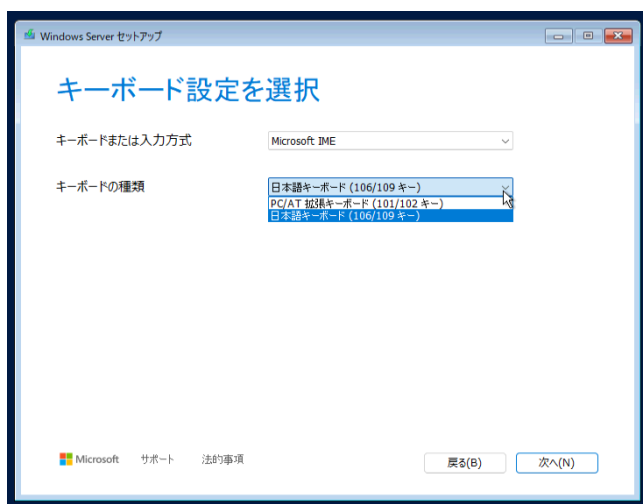 Windows Server セットアップ
キーボード設定を選択
キーボードまたは入力方式
Microsoft IME
キーボードの種類
日本語キーボード (106/109 キー)
PC/AT 拡張キーボード (101/102 キー)
日本語キーボード (106/109 キー)
Microsoft サポート 法的事項
戻る(B) 次へ(N)